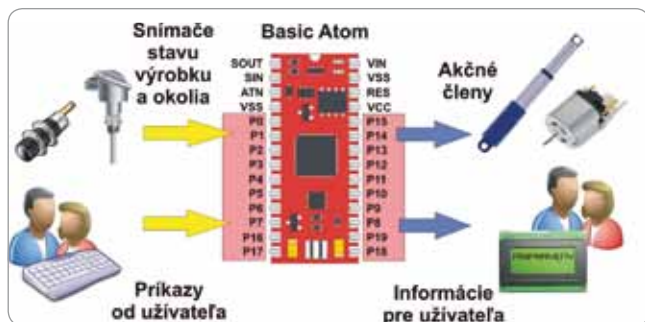 Snímače
stavu
výrobku
a okolia
Basic Atom
SOUT
SIN
ATN
VSS
P0
P1
P2
P3
P4
P5
P6
P7
P16
P17
VIN
VSS
RES
VCC
P15
P14
P13
P12
P11
P10
P9
P8
P19
P18
Akčné
členy
Príkazy
od užívateľa
Informácie
pre užívateľa